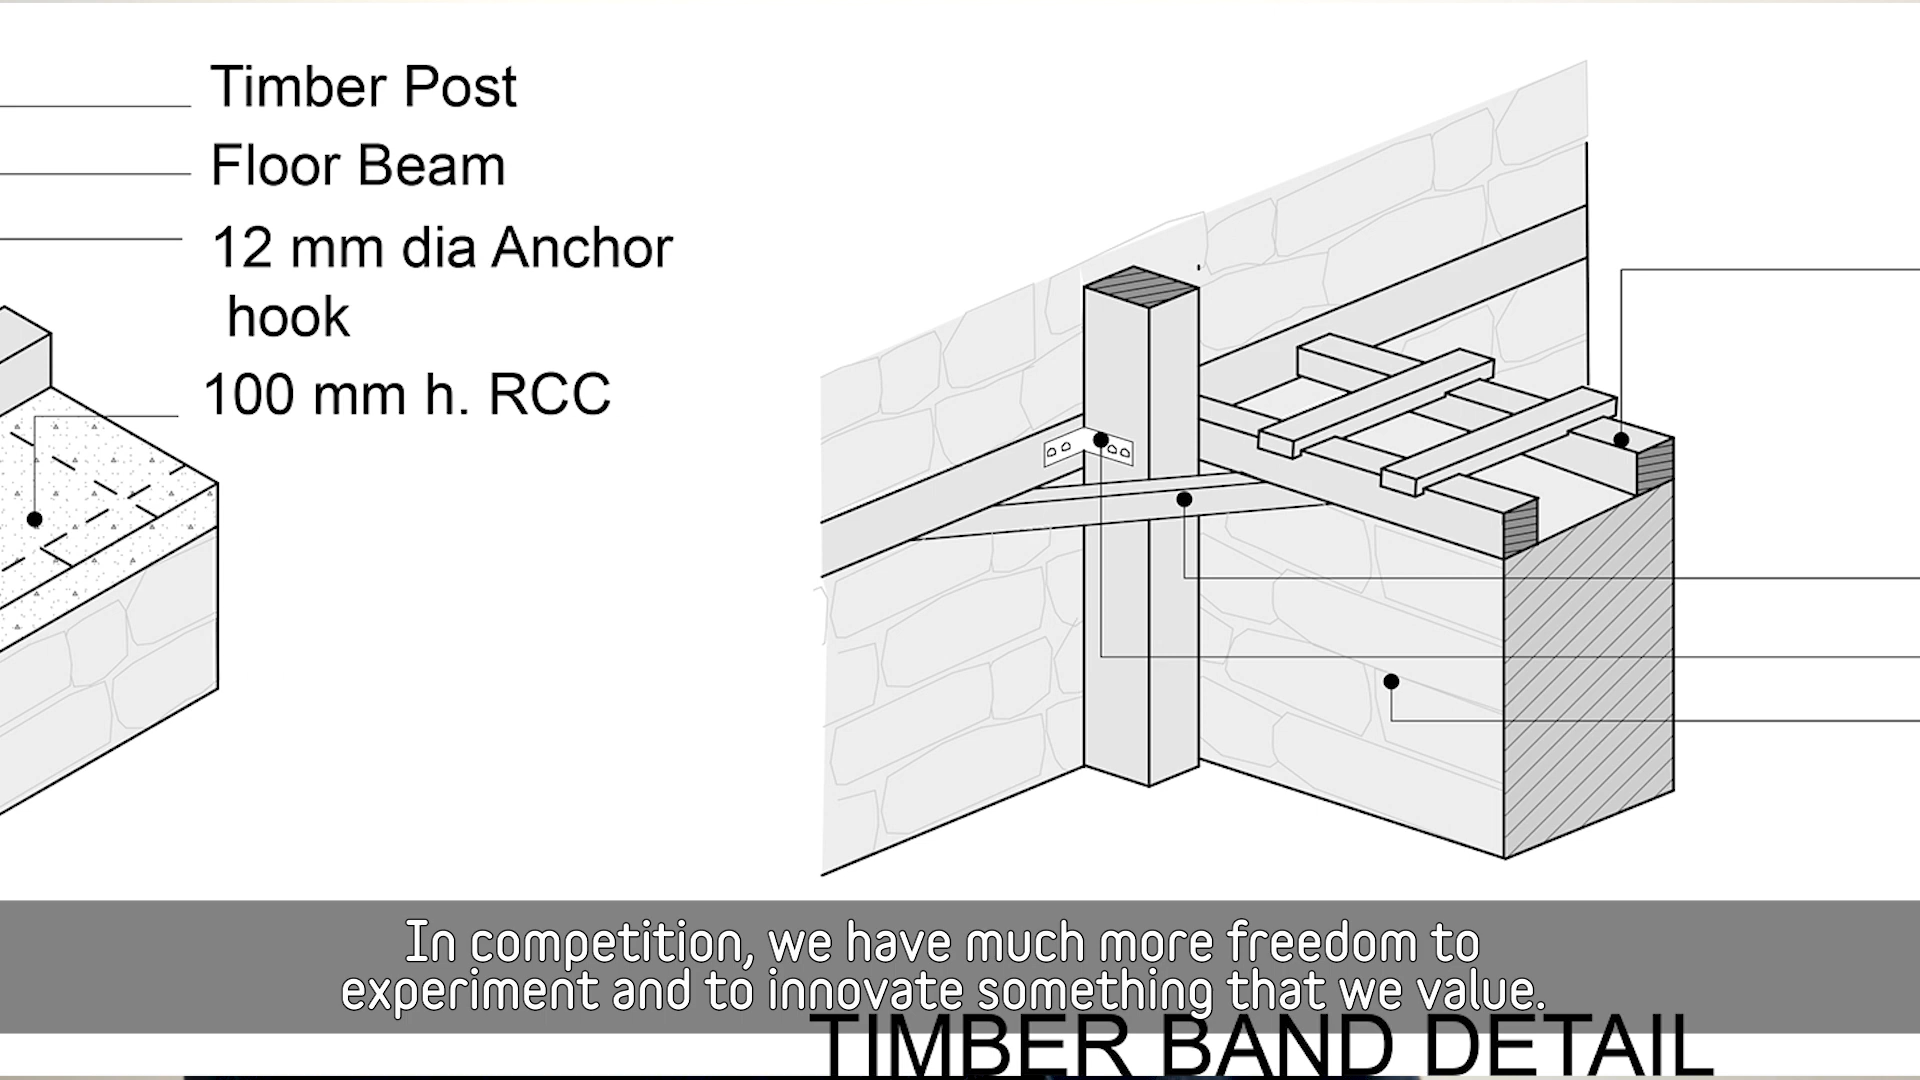 Timber Post
Floor Beam
12 mm dia Anchor
hook
100 mm h. RCC
In competition, we have much more freedom to
experiment and to innovate something that we value.
TIMBER BAND DETAIL